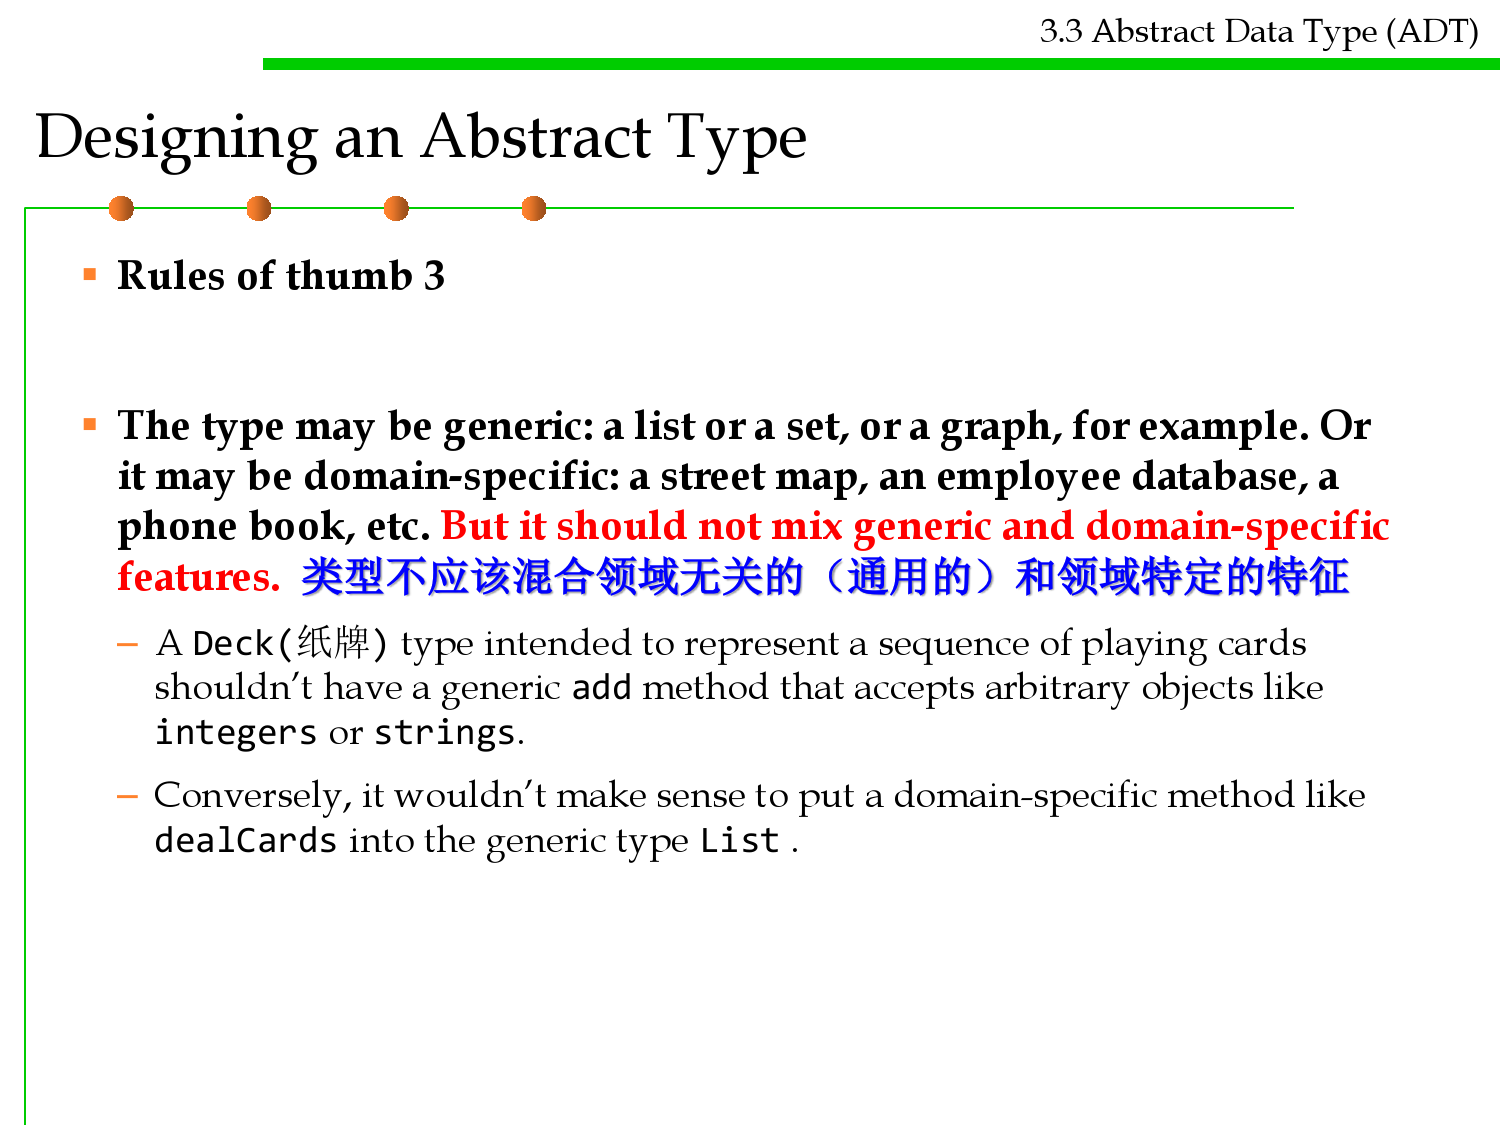 3.3 Abstract Data Type (ADT)
Designing an Abstract Type
Rules of thumb 3
The type may be generic: a list or a set, or a graph, for example. Or
it may be domain-specific: a street map, an employee database, a
phone book, etc. But it should not mix generic and domain-specific
features. 类型不应该混合领域无关的（通用的）和领域特定的特征
– A Deck(纸牌) type intended to represent a sequence of playing cards
shouldn’t have a generic add method that accepts arbitrary objects like
integers or strings.
– Conversely, it wouldn’t make sense to put a domain-specific method like
dealCards into the generic type List .